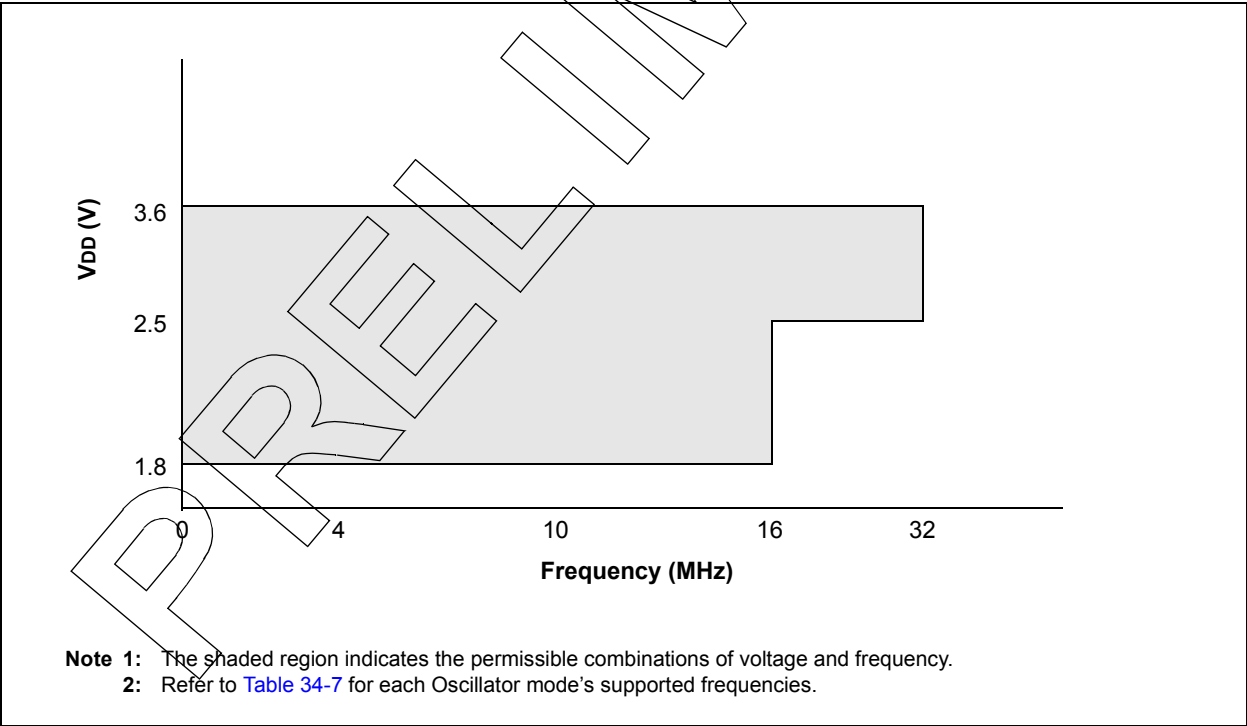 VDD (V)
3.6
2.5
1.8
0 4 10 16 32
Frequency (MHz)
Note 1: The shaded region indicates the permissible combinations of voltage and frequency.
2: Refer to Table 34-7 for each Oscillator mode's supported frequencies.
PRELIM